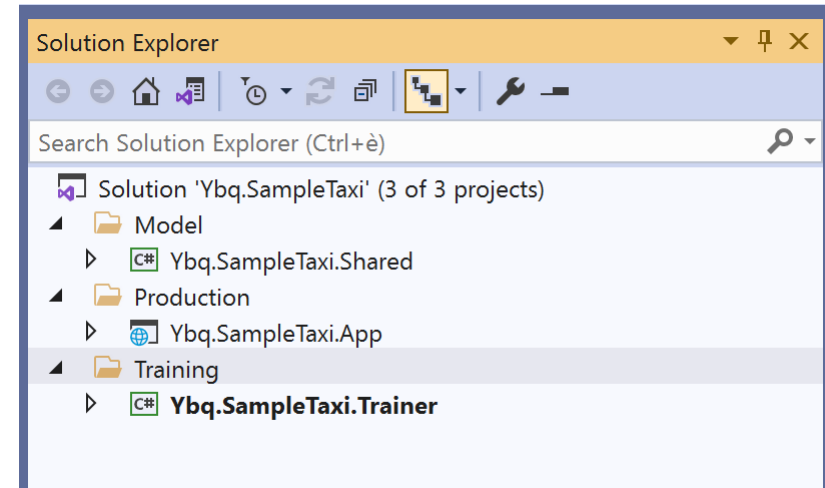 Solution Explorer
Search Solution Explorer (Ctrl+è)
Solution 'Ybq.SampleTaxi' (3 of 3 projects)
Model
C# Ybq.SampleTaxi.Shared
Production
Ybq.SampleTaxi.App
Training
C# Ybq.SampleTaxi.Trainer